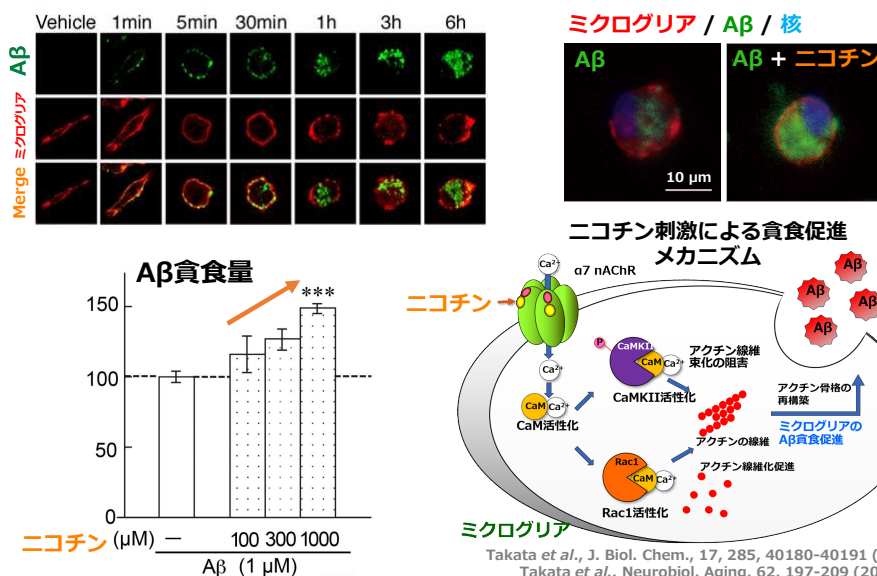 Vehicle 1min 5min 30min 1h 3h 6h
Aβ
ミクログリア
Merge
ミクログリア / Aβ / 核
Aβ
Aβ + ニコチン
10 μm
Aβ貪食量
***
150
100
50
0
ニコチン (μM) — 100 300 1000
Aβ (1 μM)
ニコチン刺激による貪食促進
メカニズム
Ca²⁺
α7 nAChR
ニコチン
Aβ
Aβ
Aβ
Aβ
P
CaMKII
CaM
Ca²⁺
アクチン線維
束化の阻害
Ca²⁺
CaMKII活性化
CaM
Ca²⁺
CaM活性化
アクチン骨格の
再構築
ミクログリアの
Aβ貪食促進
アクチンの線維
Rac1
CaM
Ca²⁺
アクチン線維化促進
Rac1活性化
ミクログリア
Takata et al., J. Biol. Chem., 17, 285, 40180-40191 (
Takata et al., Neurobiol. Aging, 62, 197-209 (20